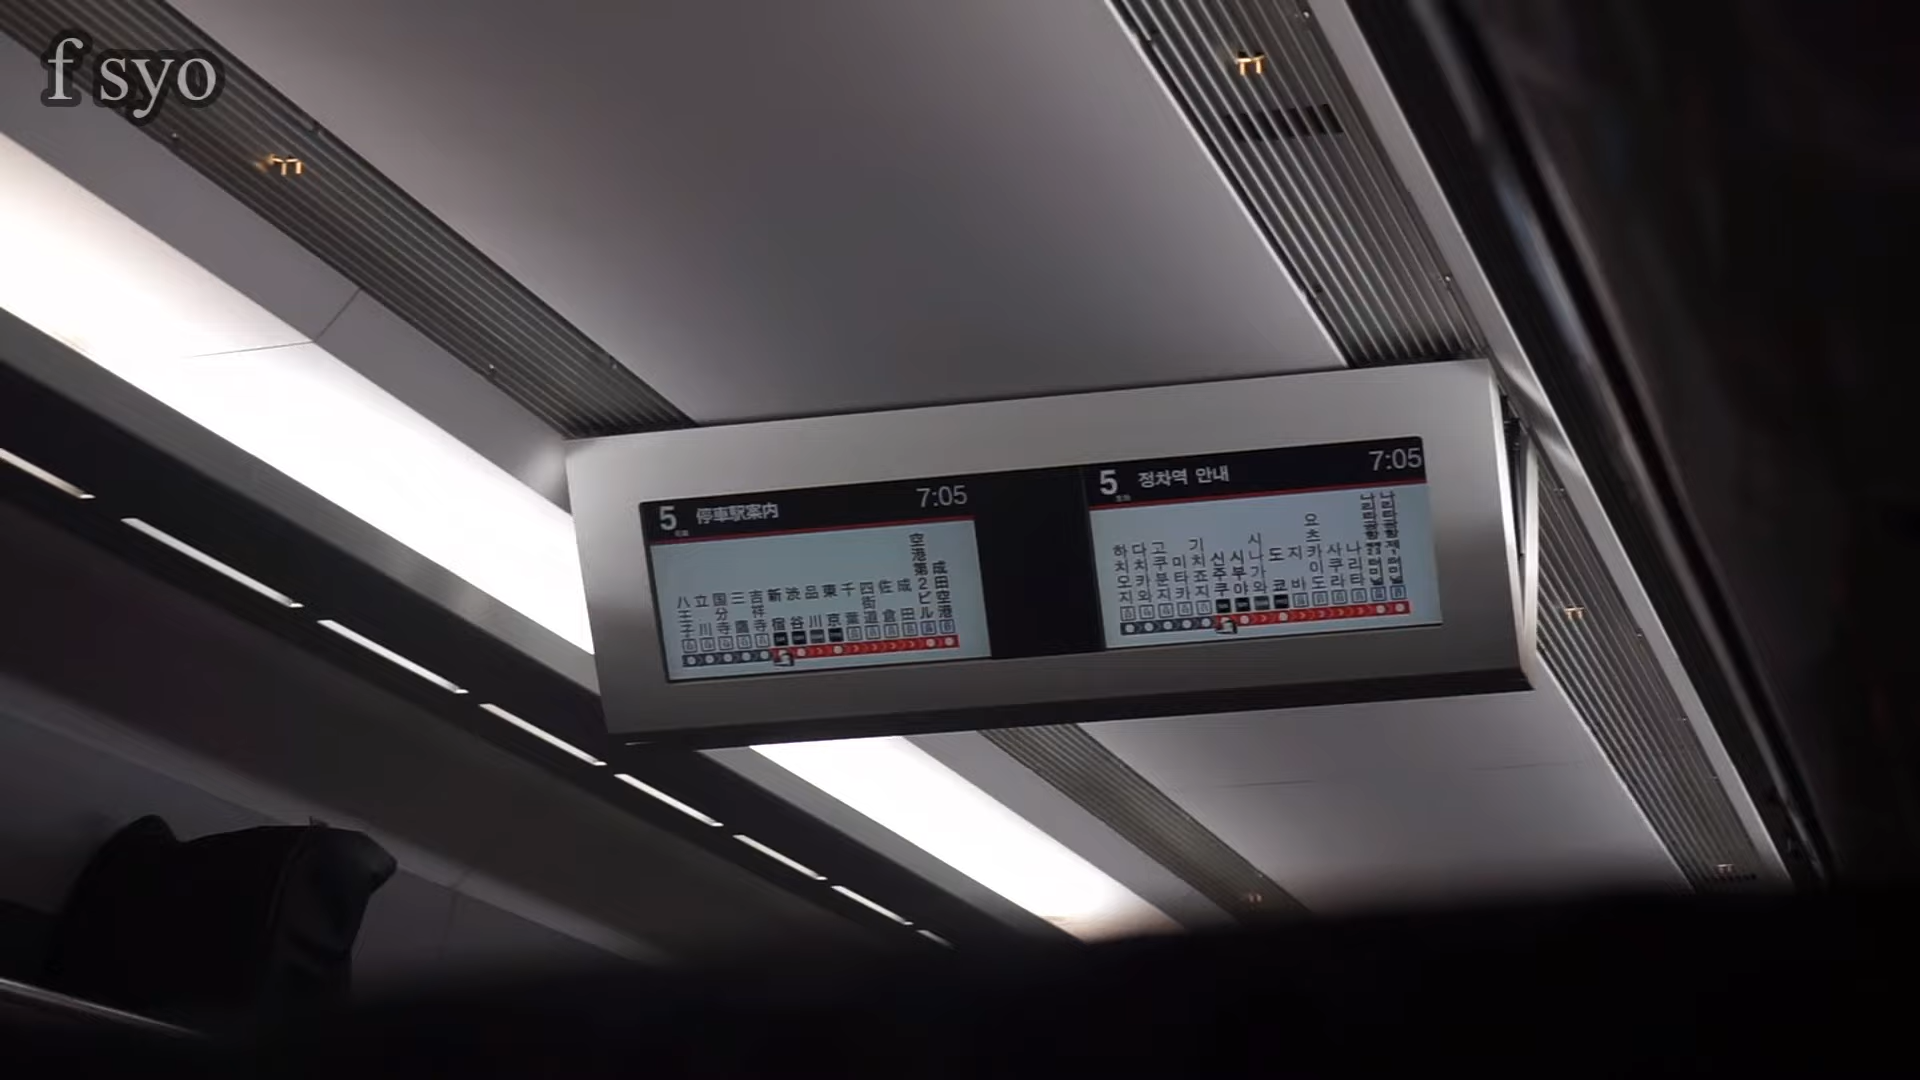 f syo
5 停車駅案内 7:05
八王子
立川
国分寺
三鷹
吉祥寺
新宿
渋谷
品川
東京
千葉
四街道
佐倉
成田
空港第2ビル
成田空港
5 정차역 안내 7:05
하치오지
다치카와
고쿠분지
미타카
기치죠지
신주쿠
시부야
시나가와
도쿄
지바
요츠카이도
사쿠라
나리타